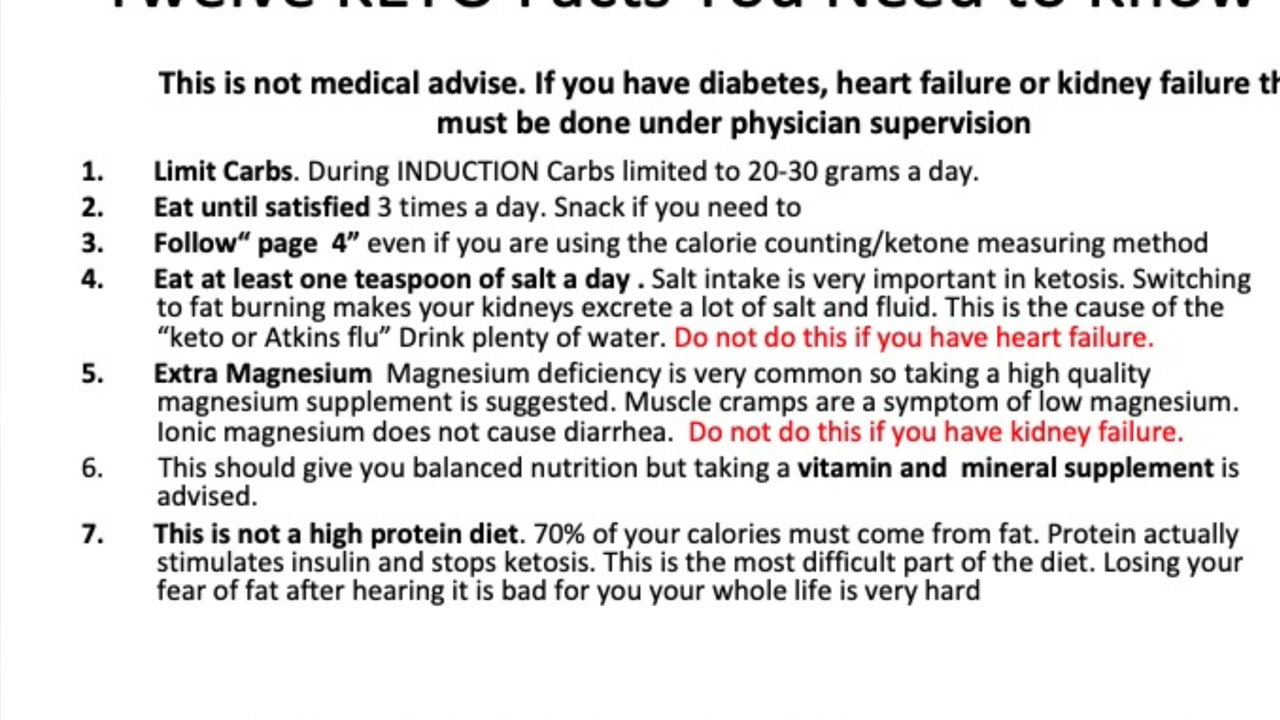 Twelve KETO Facts You Need to Know
This is not medical advise. If you have diabetes, heart failure or kidney failure th
must be done under physician supervision
1. Limit Carbs. During INDUCTION Carbs limited to 20-30 grams a day.
2. Eat until satisfied 3 times a day. Snack if you need to
3. Follow“ page 4” even if you are using the calorie counting/ketone measuring method
4. Eat at least one teaspoon of salt a day . Salt intake is very important in ketosis. Switching
to fat burning makes your kidneys excrete a lot of salt and fluid. This is the cause of the
“keto or Atkins flu” Drink plenty of water. Do not do this if you have heart failure.
5. Extra Magnesium Magnesium deficiency is very common so taking a high quality
magnesium supplement is suggested. Muscle cramps are a symptom of low magnesium.
Ionic magnesium does not cause diarrhea. Do not do this if you have kidney failure.
6. This should give you balanced nutrition but taking a vitamin and mineral supplement is
advised.
7. This is not a high protein diet. 70% of your calories must come from fat. Protein actually
stimulates insulin and stops ketosis. This is the most difficult part of the diet. Losing your
fear of fat after hearing it is bad for you your whole life is very hard